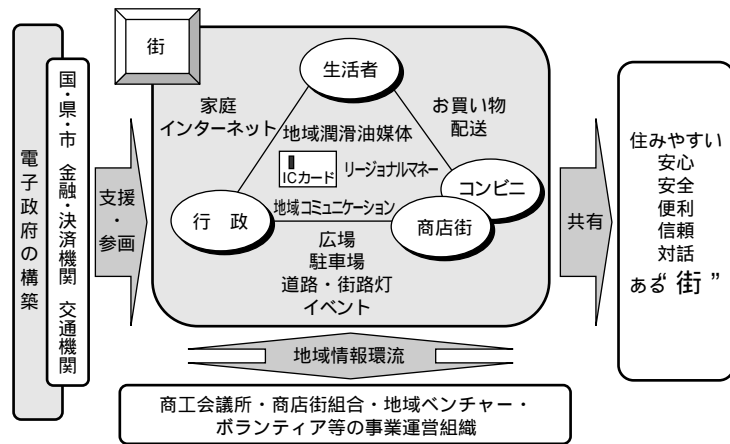 電子政府の構築
国・県・市 金融・決済機関 交通機関
支援
・
参画
街
生活者
家庭
インターネット
お買い物
配送
地域潤滑油媒体
ICカード
リージョナルマネー
コンビニ
行 政
地域コミュニケーション
商店街
広場
駐車場
道路・街路灯
イベント
共有
住みやすい
安心
安全
便利
信頼
対話
ある“街”
地域情報環流
商工会議所・商店街組合・地域ベンチャー・
ボランティア等の事業運営組織